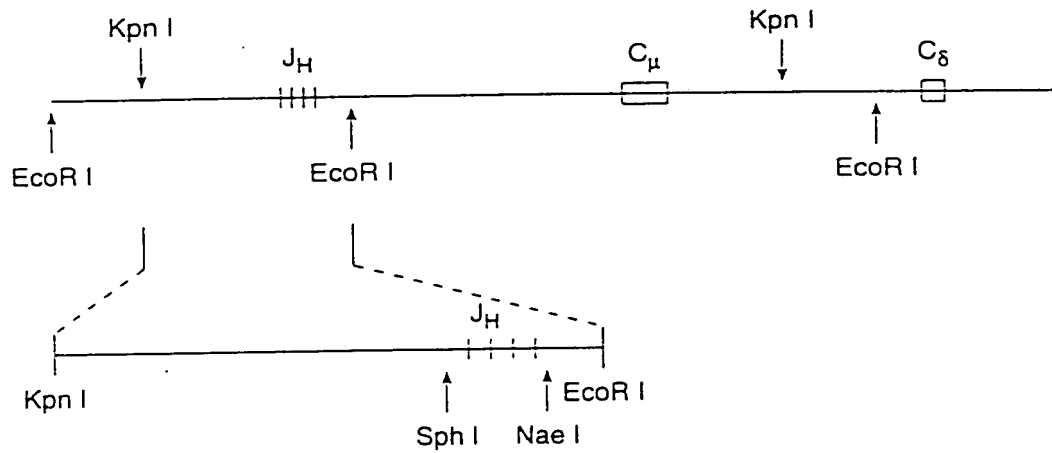 Kpn I
J_H
C_μ
Kpn I
C_δ
EcoR I
EcoR I
EcoR I
J_H
Kpn I
EcoR I
Sph I
Nae I